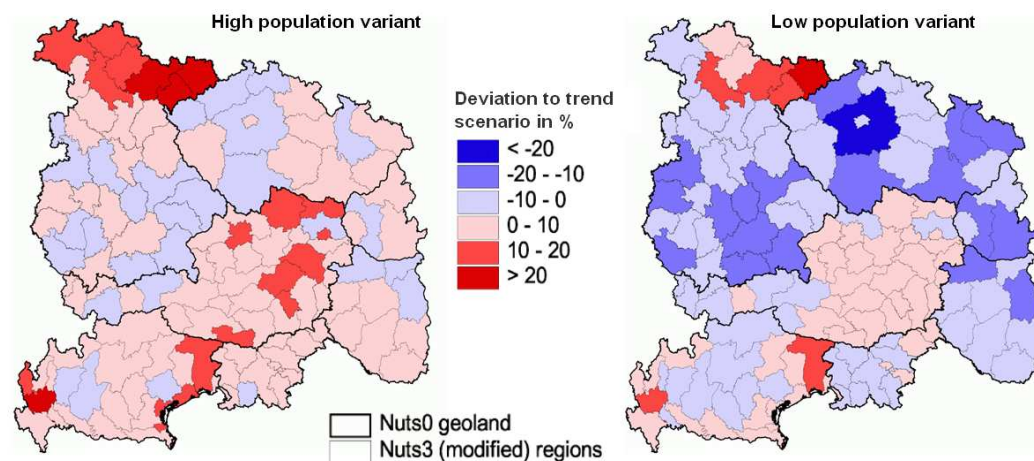 High population variant
Low population variant
Deviation to trend
scenario in %
< -20
-20 - -10
-10 - 0
0 - 10
10 - 20
> 20
Nuts0 geoland
Nuts3 (modified) regions